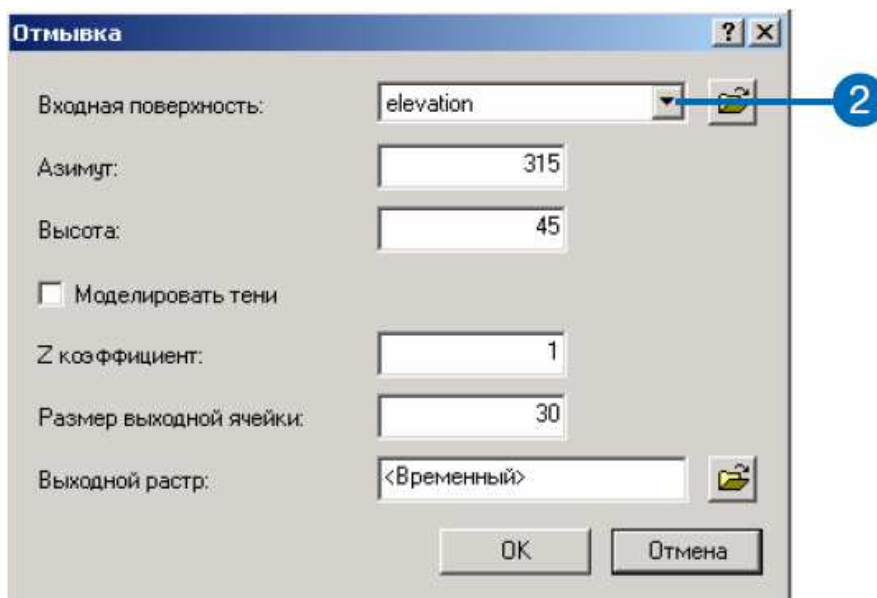 Отмывка
Входная поверхность: elevation 2
Азимут: 315
Высота: 45
Моделировать тени
Z коэффициент: 1
Размер выходной ячейки: 30
Выходной растр: <Временный>
OK Отмена